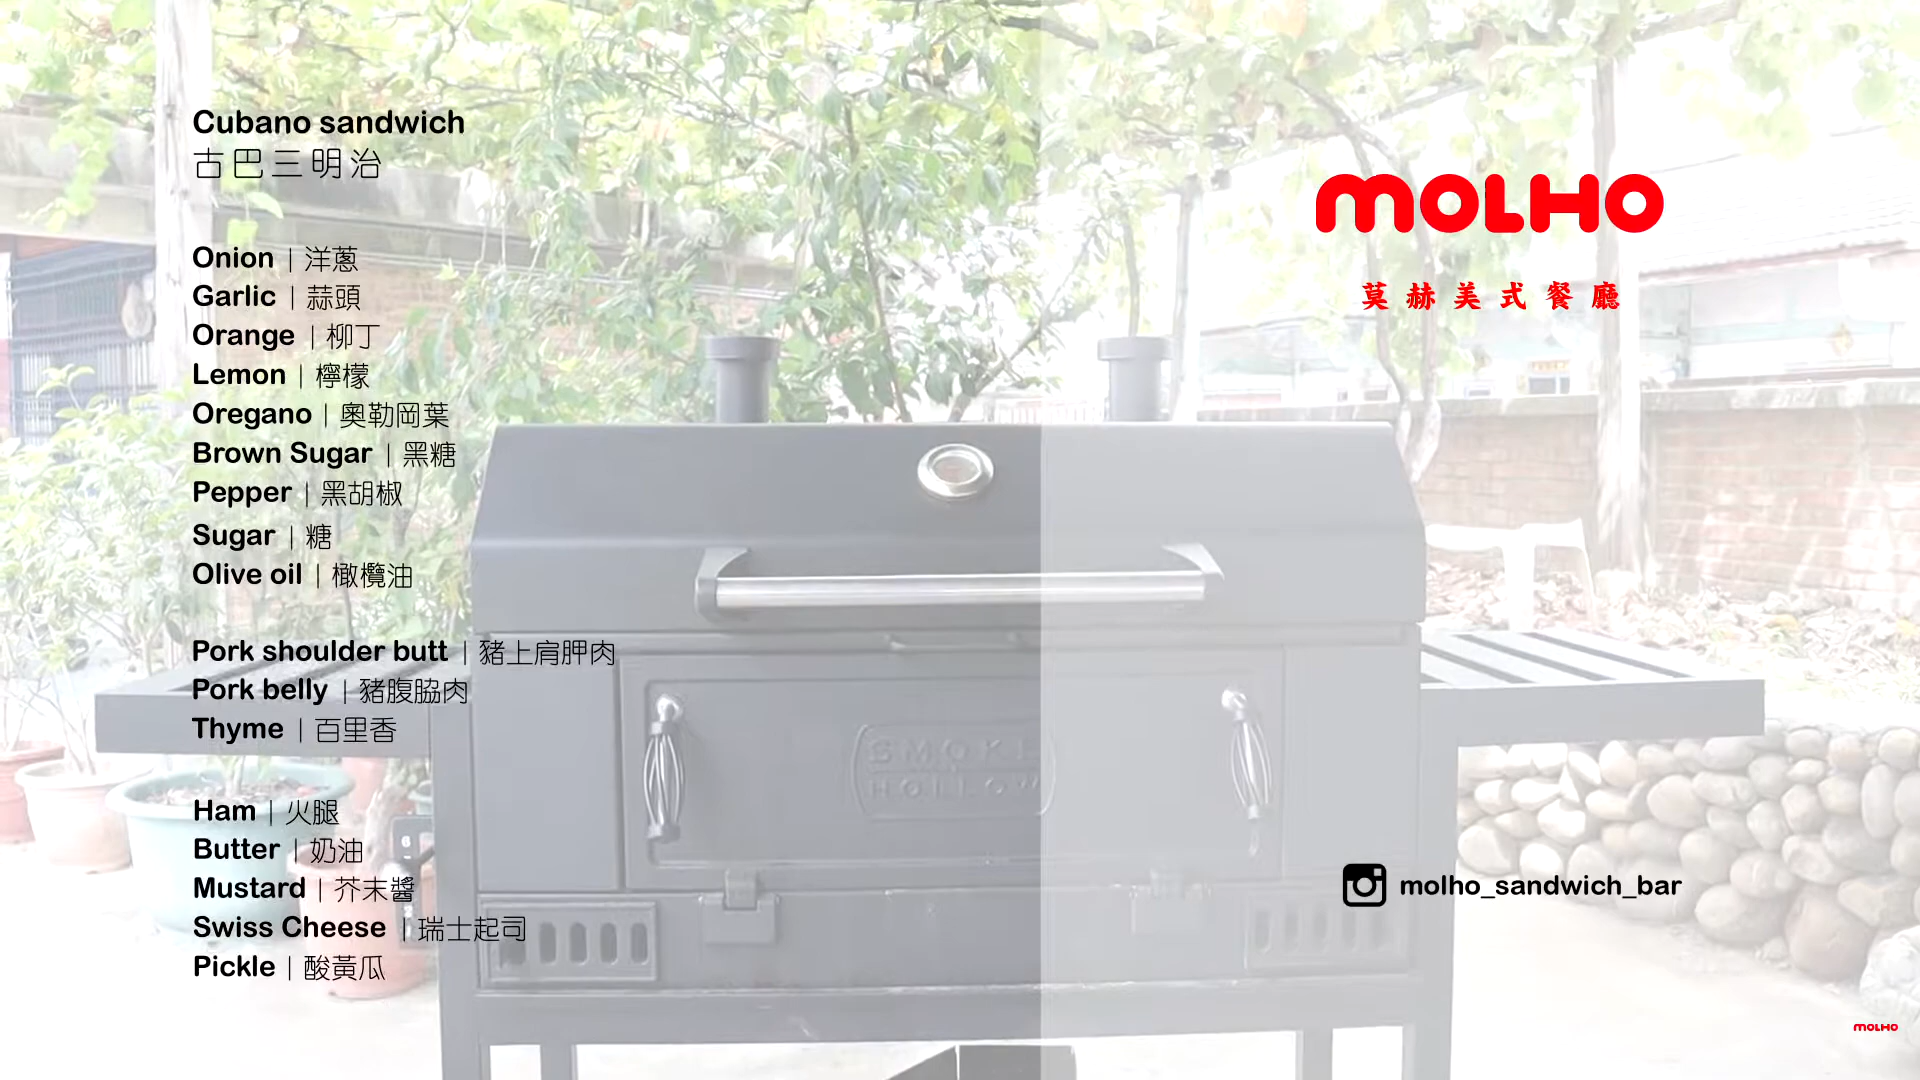 Cubano sandwich
古巴三明治
Onion | 洋蔥
Garlic | 蒜頭
Orange | 柳丁
Lemon | 檸檬
Oregano | 奧勒岡葉
Brown Sugar | 黑糖
Pepper | 黑胡椒
Sugar | 糖
Olive oil | 橄欖油
Pork shoulder butt | 豬上肩胛肉
Pork belly | 豬腹脇肉
Thyme | 百里香
Ham | 火腿
Butter | 奶油
Mustard | 芥末醬
Swiss Cheese | 瑞士起司
Pickle | 酸黃瓜
MOLHO
莫赫美式餐廳
SMOKE
HOLLOW
molho_sandwich_bar
MOLHO